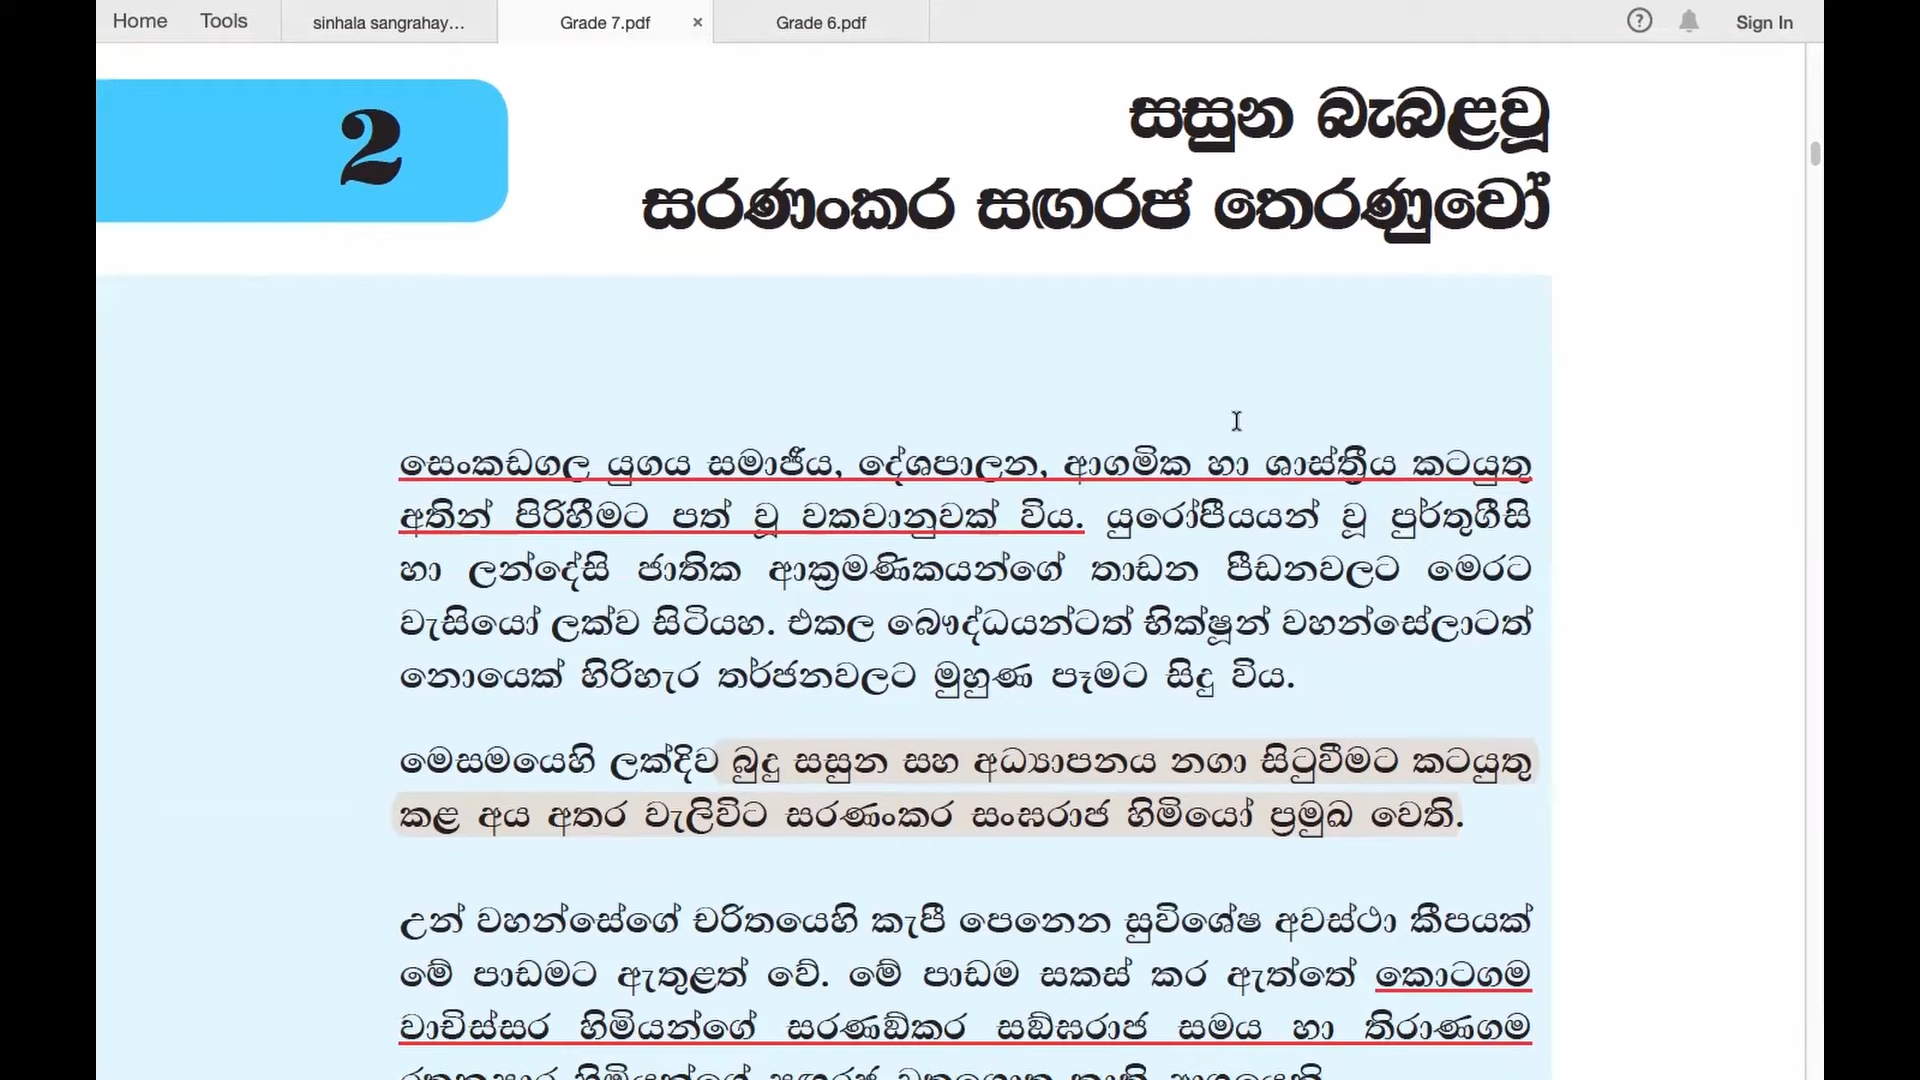 Home Tools sinhala sangrahay... Grade 7.pdf × Grade 6.pdf ? Sign In
2
සසුන බැබළවූ
සරණංකර සඟරජ තෙරණුවෝ
සෙංකඩගල යුගය සමාජීය, දේශපාලන, ආගමික හා ශාස්ත්‍රීය කටයුතු
අතින් පිරිහීමට පත් වූ වකවානුවක් විය. යුරෝපීයයන් වූ පුර්තුගීසි
හා ලන්දේසි ජාතික ආක්‍රමණිකයන්ගේ තාඩන පීඩනවලට මෙරට
වැසියෝ ලක්ව සිටියහ. එකල බෞද්ධයන්ටත් භික්ෂූන් වහන්සේලාටත්
නොයෙක් හිරිහැර තර්ජනවලට මුහුණ පෑමට සිදු විය.
මෙසමයෙහි ලක්දිව බුදු සසුන සහ අධ්‍යාපනය නගා සිටුවීමට කටයුතු
කළ අය අතර වැලිවිට සරණංකර සංඝරාජ හිමියෝ ප්‍රමුඛ වෙති.
උන් වහන්සේගේ චරිතයෙහි කැපී පෙනෙන සුවිශේෂ අවස්ථා කීපයක්
මේ පාඩමට ඇතුළත් වේ. මේ පාඩම සකස් කර ඇත්තේ කොටගම
වාචිස්සර හිමියන්ගේ සරණඞ්කර සඞ්ඝරාජ සමය හා තිරාණගම